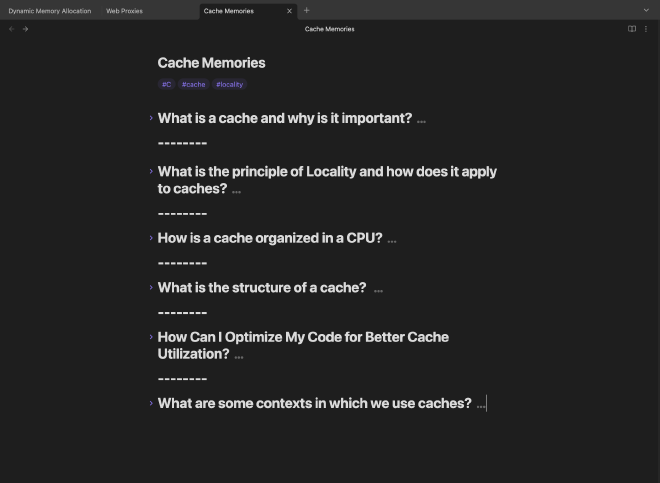 Dynamic Memory Allocation Web Proxies Cache Memories
Cache Memories
Cache Memories
#C #cache #locality
What is a cache and why is it important? ...
--------
What is the principle of Locality and how does it apply
to caches? ...
--------
How is a cache organized in a CPU? ...
--------
What is the structure of a cache? ...
--------
How Can I Optimize My Code for Better Cache
Utilization? ...
--------
What are some contexts in which we use caches? ...